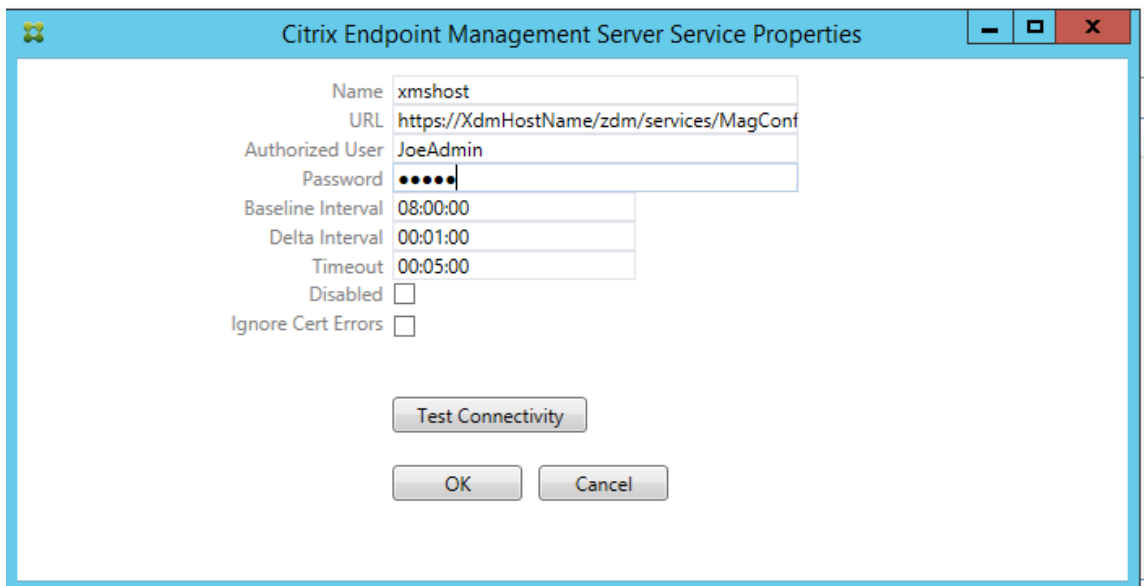 Citrix Endpoint Management Server Service Properties
Name xmshost
URL https://XdmHostName/zdm/services/MagConf
Authorized User JoeAdmin
Password •••••
Baseline Interval 08:00:00
Delta Interval 00:01:00
Timeout 00:05:00
Disabled
Ignore Cert Errors
Test Connectivity
OK Cancel